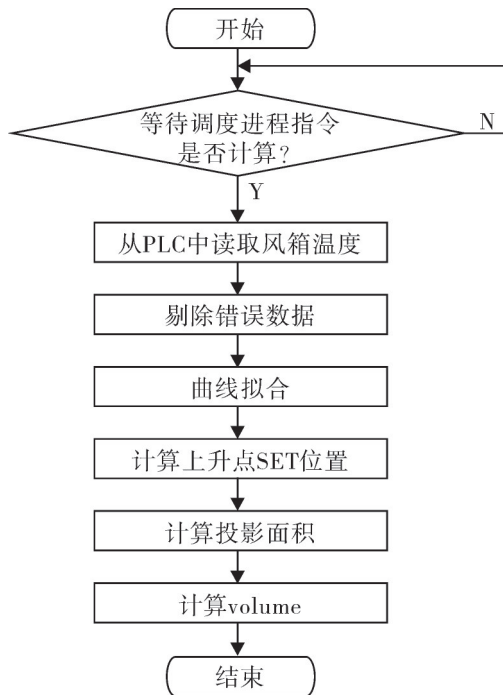 开始
等待调度进程指令
是否计算?
N
Y
从PLC中读取风箱温度
剔除错误数据
曲线拟合
计算上升点SET位置
计算投影面积
计算volume
结束